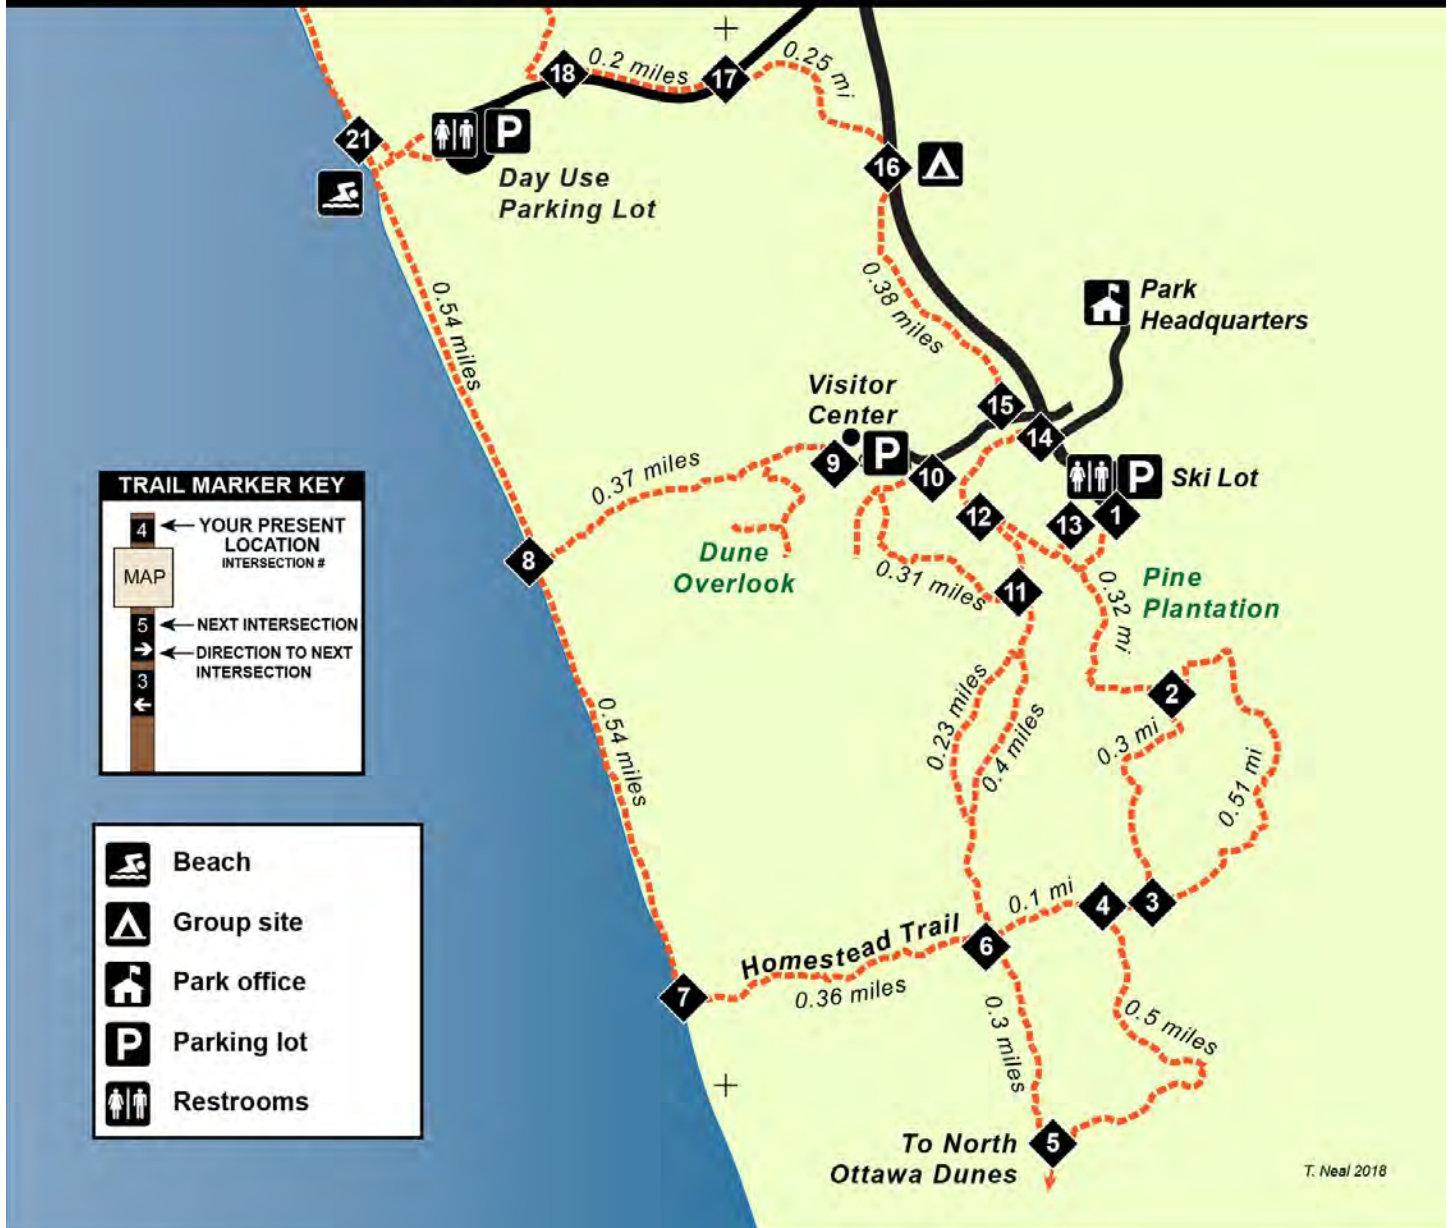 18
0.2 miles
17
0.25 mi
21
P
Day Use
Parking Lot
16
0.54 miles
0.38 miles
Park
Headquarters
Visitor
Center
15
14
9
P
10
0.37 miles
P
Ski Lot
12
13
1
8
Dune
Overlook
0.31 miles
11
0.32 mi
Pine
Plantation
TRAIL MARKER KEY
4
YOUR PRESENT
LOCATION
INTERSECTION #
MAP
5
NEXT INTERSECTION
DIRECTION TO NEXT
INTERSECTION
3
2
0.54 miles
0.23 miles
0.4 miles
0.3 mi
0.51 mi
0.1 mi
4
3
Homestead Trail
6
7
0.36 miles
0.3 miles
0.5 miles
Beach
Group site
Park office
P
Parking lot
Restrooms
To North
Ottawa Dunes
5
T. Neal 2018